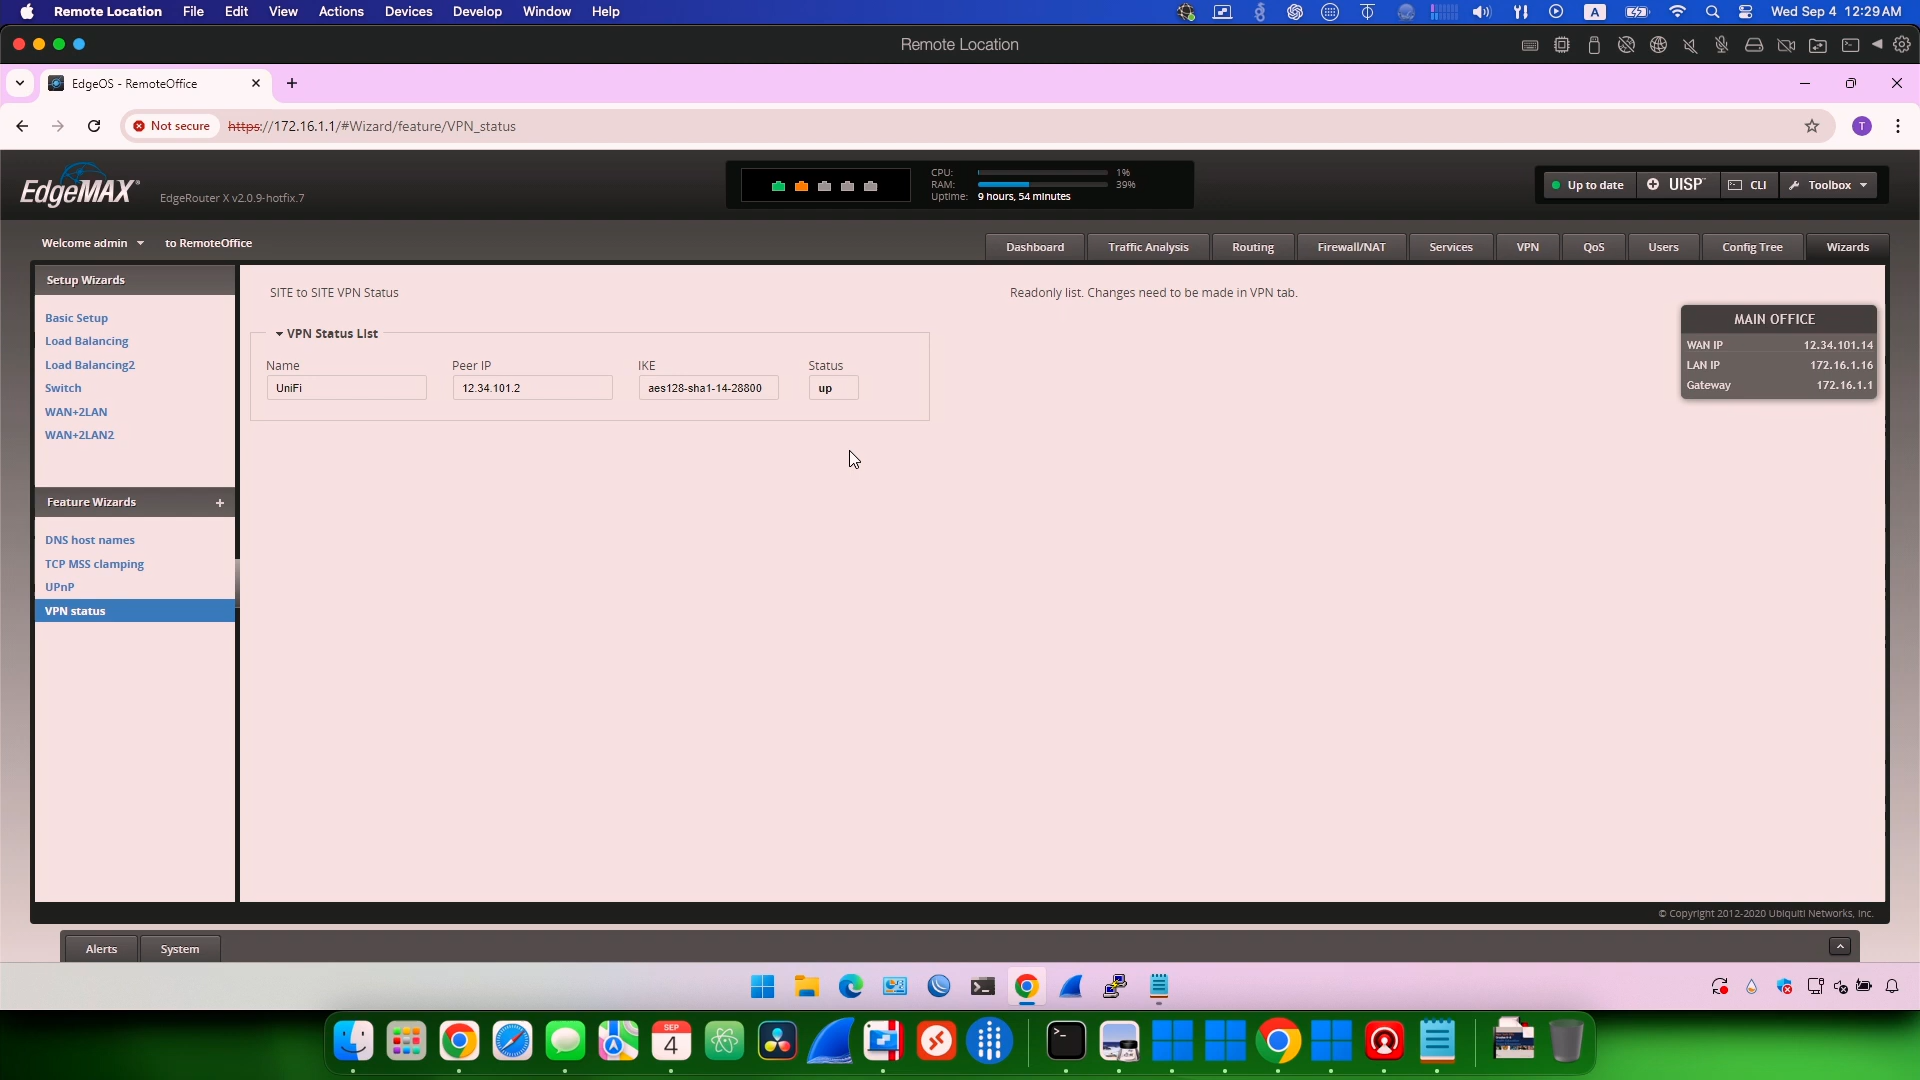 Remote Location File Edit View Actions Devices Develop Window Help A Wed Sep 4 12:29 AM
Remote Location
EdgeOS - RemoteOffice
Not secure https://172.16.1.1/#Wizard/feature/VPN_status T
EdgeMAX EdgeRouter X v2.0.9-hotfix.7
CPU: 1%
RAM: 39%
Uptime: 9 hours, 54 minutes
Up to date UISP CLI Toolbox
Welcome admin to RemoteOffice
Dashboard Traffic Analysis Routing Firewall/NAT Services VPN QoS Users Config Tree Wizards
Setup Wizards
Basic Setup
Load Balancing
Load Balancing2
Switch
WAN+2LAN
WAN+2LAN2
Feature Wizards +
DNS host names
TCP MSS clamping
UPnP
VPN status
SITE to SITE VPN Status
Readonly list. Changes need to be made in VPN tab.
VPN Status List
Name Peer IP IKE Status
UniFi 12.34.101.2 aes128-sha1-14-28800 up
MAIN OFFICE
WAN IP 12.34.101.14
LAN IP 172.16.1.16
Gateway 172.16.1.1
© Copyright 2012-2020 Ubiquiti Networks, Inc.
Alerts System
SEP
4